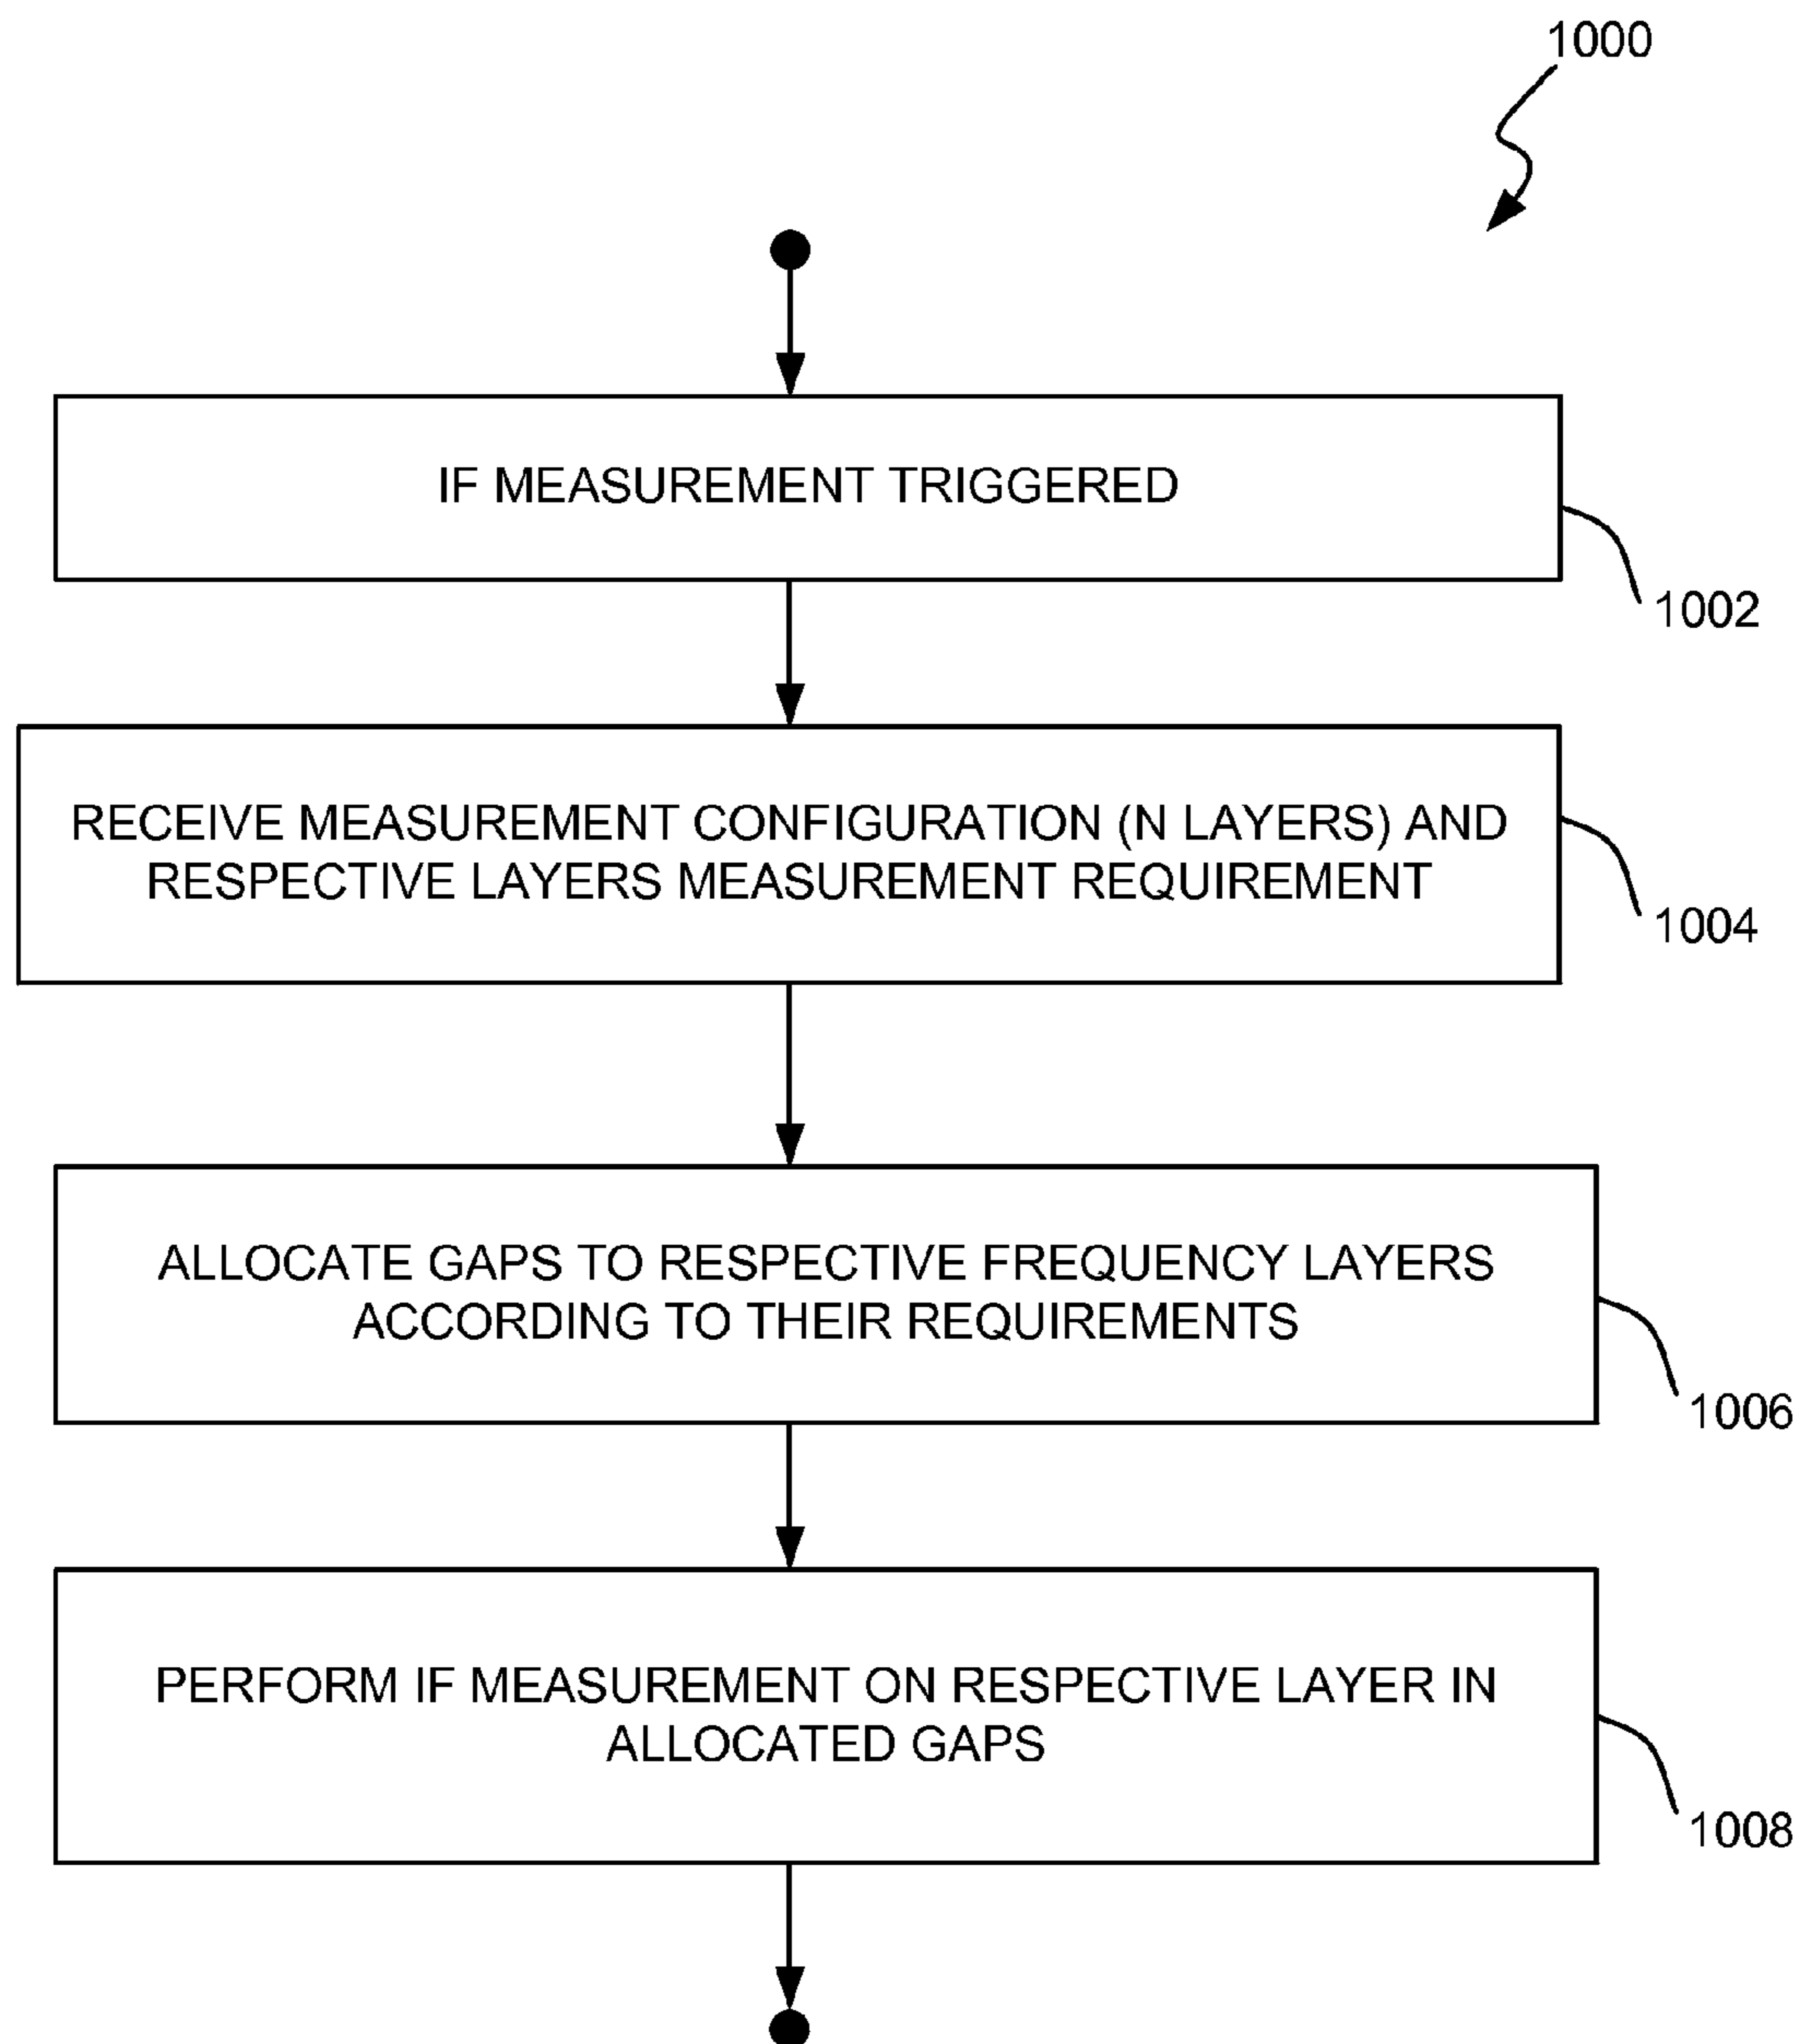 1000
IF MEASUREMENT TRIGGERED
1002
RECEIVE MEASUREMENT CONFIGURATION (N LAYERS) AND
RESPECTIVE LAYERS MEASUREMENT REQUIREMENT
1004
ALLOCATE GAPS TO RESPECTIVE FREQUENCY LAYERS
ACCORDING TO THEIR REQUIREMENTS
1006
PERFORM IF MEASUREMENT ON RESPECTIVE LAYER IN
ALLOCATED GAPS
1008